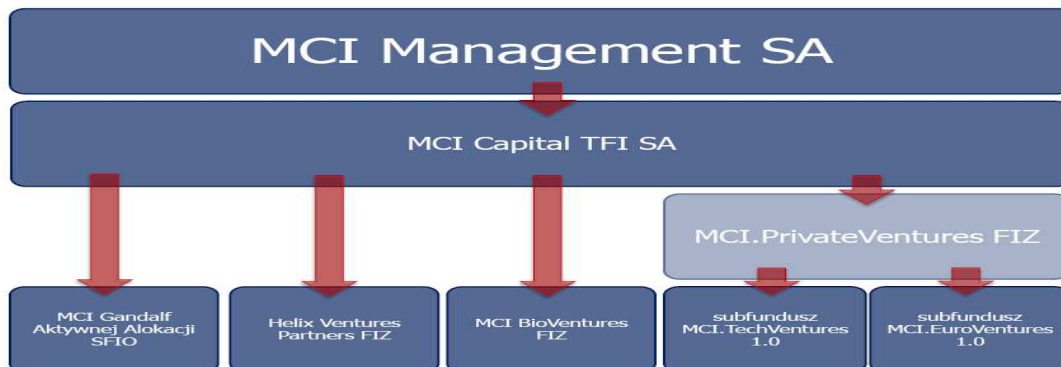 MCI Management SA
MCI Capital TFI SA
MCI.PrivateVentures FIZ
MCI Gandalf
Aktywnej Alokacji
SFIO
Helix Ventures
Partners FIZ
MCI BioVentures
FIZ
subfundusz
MCI.TechVentures
1.0
subfundusz
MCI.EuroVentures
1.0